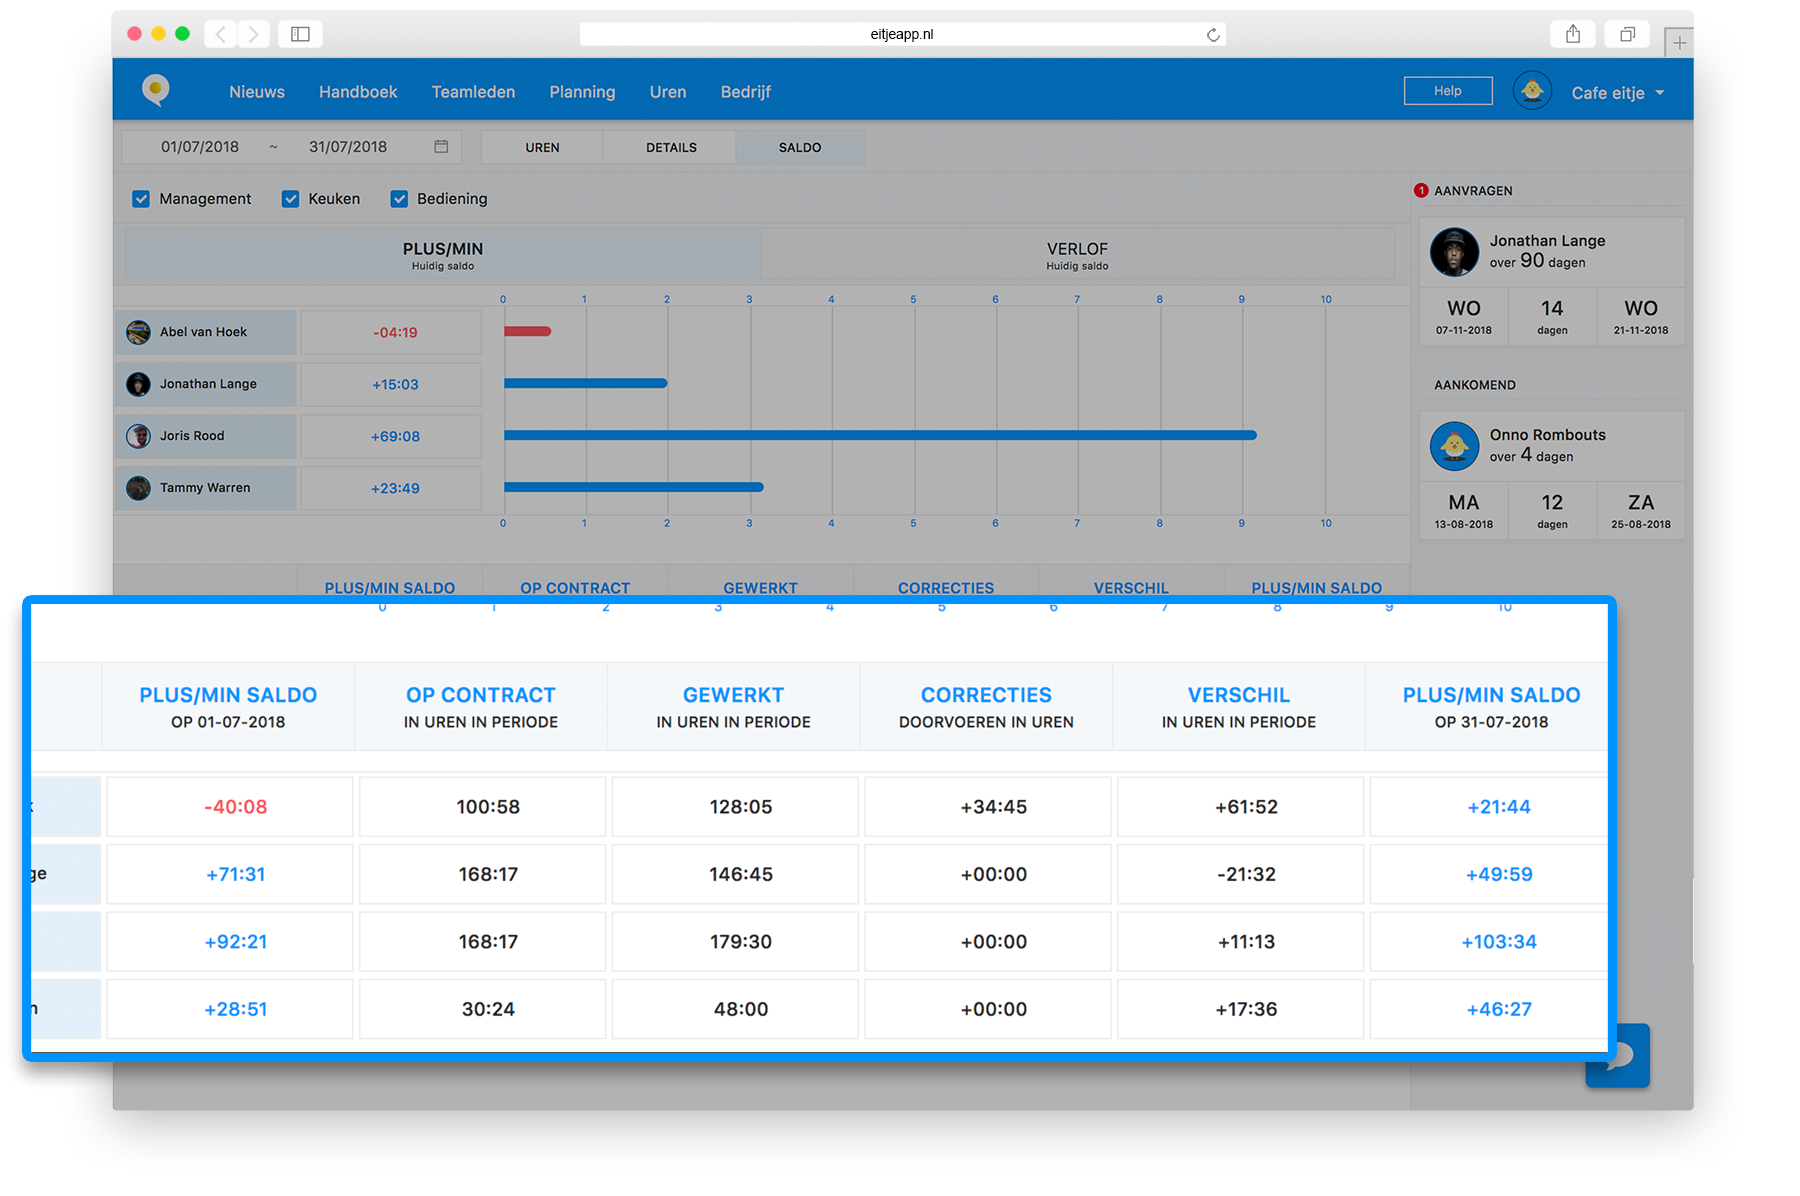 eitjeapp.nl
Nieuws Handboek Teamleden Planning Uren Bedrijf Help Cafe eitje
01/07/2018 ~ 31/07/2018 UREN DETAILS SALDO
Management Keuken Bediening
PLUS/MIN
Huidig saldo
VERLOF
Huidig saldo
0 1 2 3 4 5 6 7 8 9 10
Abel van Hoek -04:19
Jonathan Lange +15:03
Joris Rood +69:08
Tammy Warren +23:49
0 1 2 3 4 5 6 7 8 9 10
1 AANVRAGEN
Jonathan Lange
over 90 dagen
WO 14 WO
07-11-2018 dagen 21-11-2018
AANKOMEND
Onno Rombouts
over 4 dagen
MA 12 ZA
13-08-2018 dagen 25-08-2018
PLUS/MIN SALDO OP CONTRACT GEWERKT CORRECTIES VERSCHIL PLUS/MIN SALDO
0 1 2 3 4 5 6 7 8 9 10
PLUS/MIN SALDO OP CONTRACT GEWERKT CORRECTIES VERSCHIL PLUS/MIN SALDO
OP 01-07-2018 IN UREN IN PERIODE IN UREN IN PERIODE DOORVOEREN IN UREN IN UREN IN PERIODE OP 31-07-2018
-40:08 100:58 128:05 +34:45 +61:52 +21:44
ge +71:31 168:17 146:45 +00:00 -21:32 +49:59
+92:21 168:17 179:30 +00:00 +11:13 +103:34
n +28:51 30:24 48:00 +00:00 +17:36 +46:27